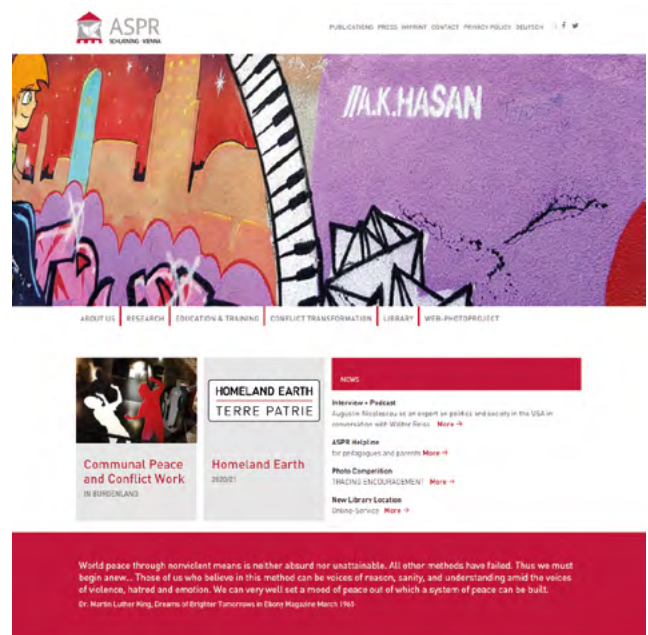 ASPR
SCHLAINING · VIENNA
PUBLICATIONS PRESS IMPRINT CONTACT PRIVACY POLICY DEUTSCH
//A.K.HASAN
ABOUT US
RESEARCH
EDUCATION & TRAINING
CONFLICT TRANSFORMATION
LIBRARY
WEB-PHOTOPROJECT
Communal Peace
and Conflict Work
IN BURGENLAND
HOMELAND EARTH
TERRE PATRIE
Homeland Earth
2020/21
NEWS
Interview + Podcast
Augustin Nicolescou as an expert on politics and society in the USA in
conversation with Walter Reiss More →
ASPR Helpline
for pedagogues and parents More →
Photo Competition
TRACING ENCOURAGEMENT More →
New Library Location
Online-Service More →
World peace through nonviolent means is neither absurd nor unattainable. All other methods have failed. Thus we must
begin anew... Those of us who believe in this method can be voices of reason, sanity, and understanding amid the voices
of violence, hatred and emotion. We can very well set a mood of peace out of which a system of peace can be built.
Dr. Martin Luther King, Dreams of Brighter Tomorrows in Ebony Magazine March 1965